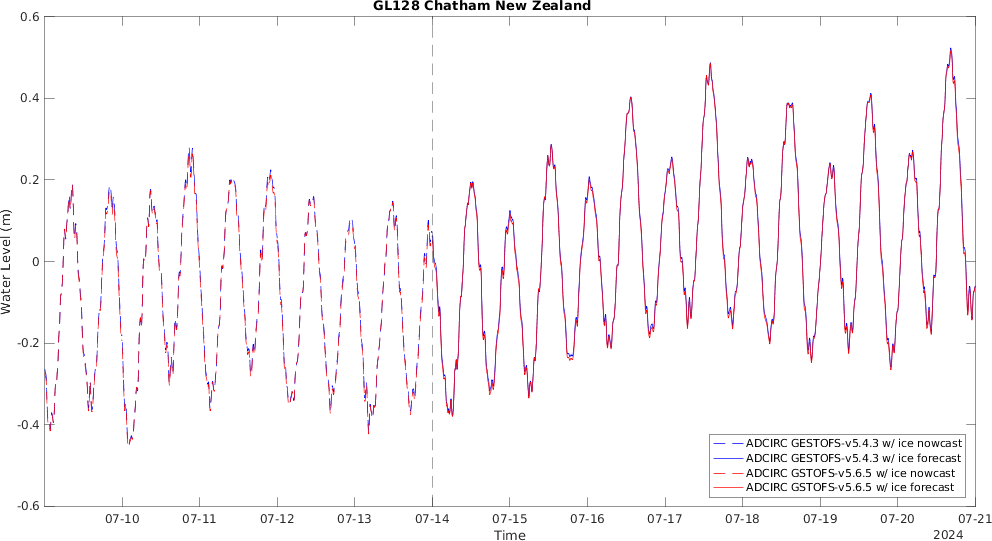 GL128 Chatham New Zealand
Water Level (m)
0.6
0.4
0.2
0
-0.2
-0.4
-0.6
ADCIRC GESTOFS-v5.4.3 w/ ice nowcast
ADCIRC GESTOFS-v5.4.3 w/ ice forecast
ADCIRC GSTOFS-v5.6.5 w/ ice nowcast
ADCIRC GSTOFS-v5.6.5 w/ ice forecast
07-10 07-11 07-12 07-13 07-14 07-15 07-16 07-17 07-18 07-19 07-20 07-21
Time
2024